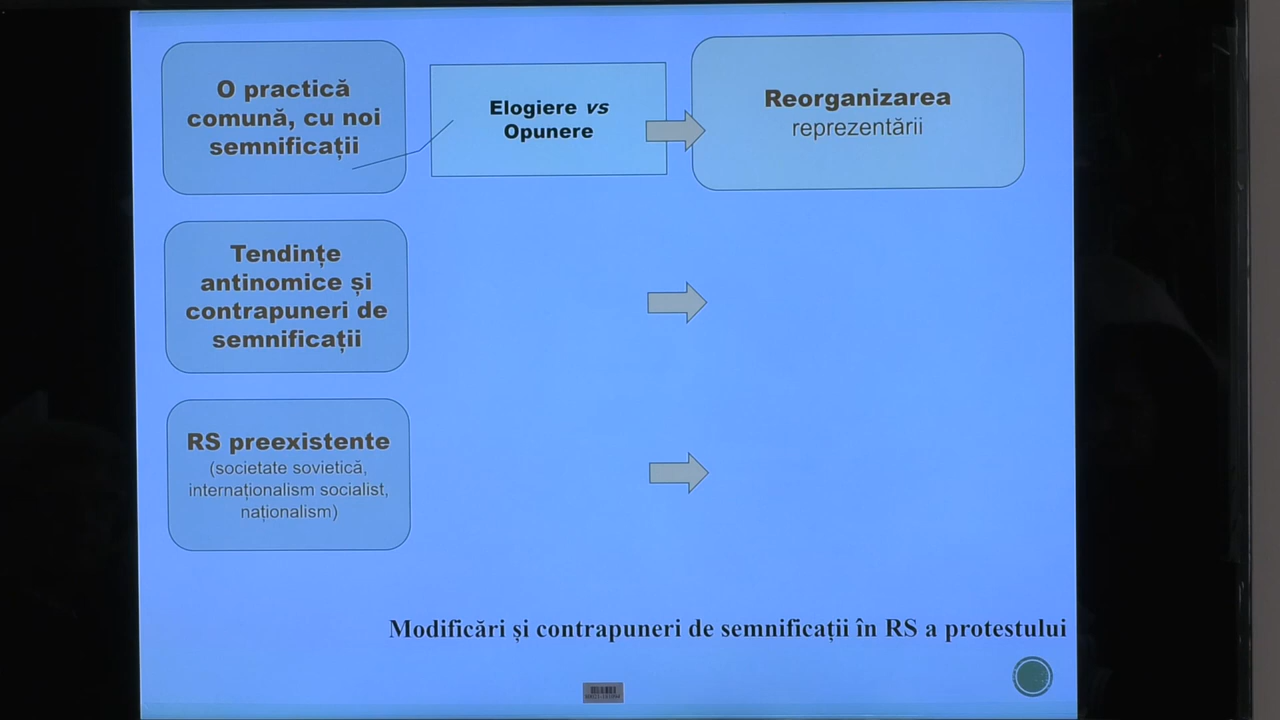 O practică
comună, cu noi
semnificații
Elogiere vs
Opunere
Reorganizarea
reprezentării
Tendințe
antinomice și
contrapuneri de
semnificații
RS preexistente
(societate sovietică,
internaționalism socialist,
naționalism)
Modificări și contrapuneri de semnificații în RS a protestului